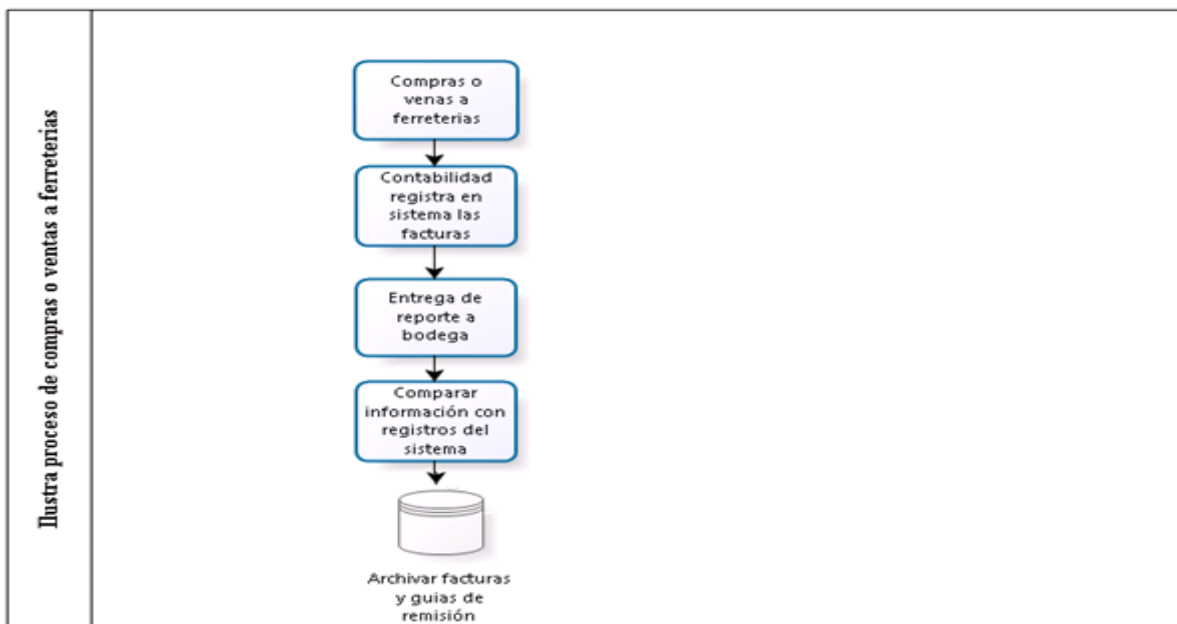 Ilustra proceso de compras o ventas a ferreterias
Compras o
venas a
ferreterias
Contabilidad
registra en
sistema las
facturas
Entrega de
reporte a
bodega
Comparar
información con
registros del
sistema
Archivar facturas
y guias de
remisión